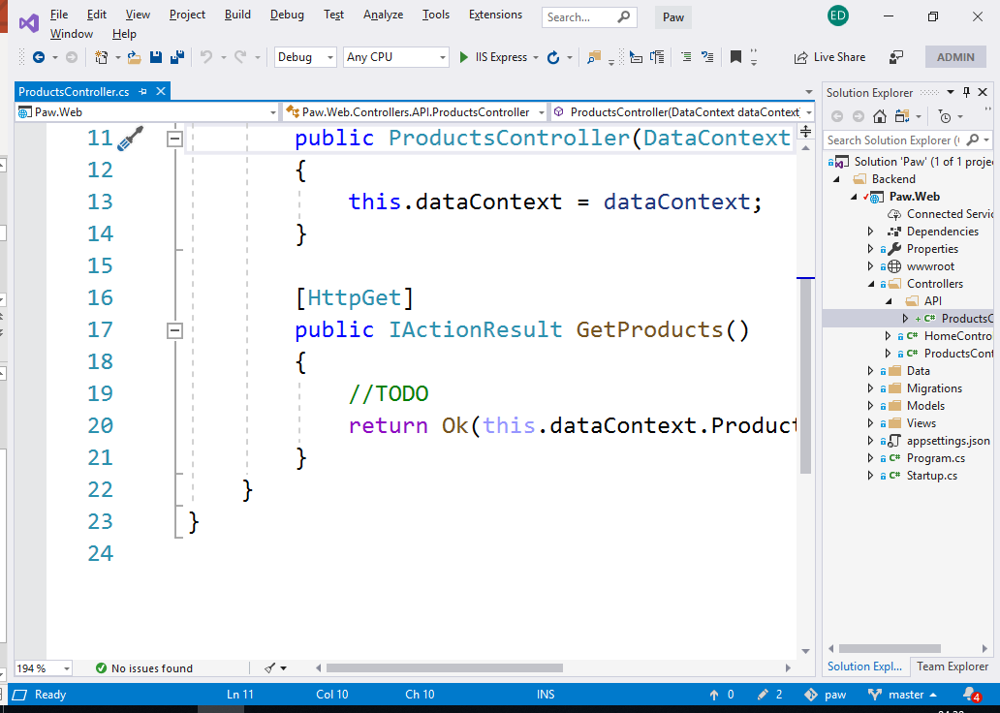 File Edit View Project Build Debug Test Analyze Tools Extensions Search... Paw ED
Window Help
Debug Any CPU IIS Express Live Share ADMIN
ProductsController.cs
Paw.Web Paw.Web.Controllers.API.ProductsController ProductsController(DataContext dataContext
11 public ProductsController(DataContext
12 {
13 this.dataContext = dataContext;
14 }
15
16 [HttpGet]
17 public IActionResult GetProducts()
18 {
19 //TODO
20 return Ok(this.dataContext.Product
21 }
22 }
23 }
24
194 % No issues found
Solution Explorer
Search Solution Explorer (
Solution 'Paw' (1 of 1 proje
Backend
Paw.Web
Connected Servic
Dependencies
Properties
wwwroot
Controllers
API
C# ProductsC
C# HomeContro
C# ProductsCont
Data
Migrations
Models
Views
appsettings.json
C# Program.cs
C# Startup.cs
Solution Expl... Team Explorer
Ready Ln 11 Col 10 Ch 10 INS 0 2 paw master 4